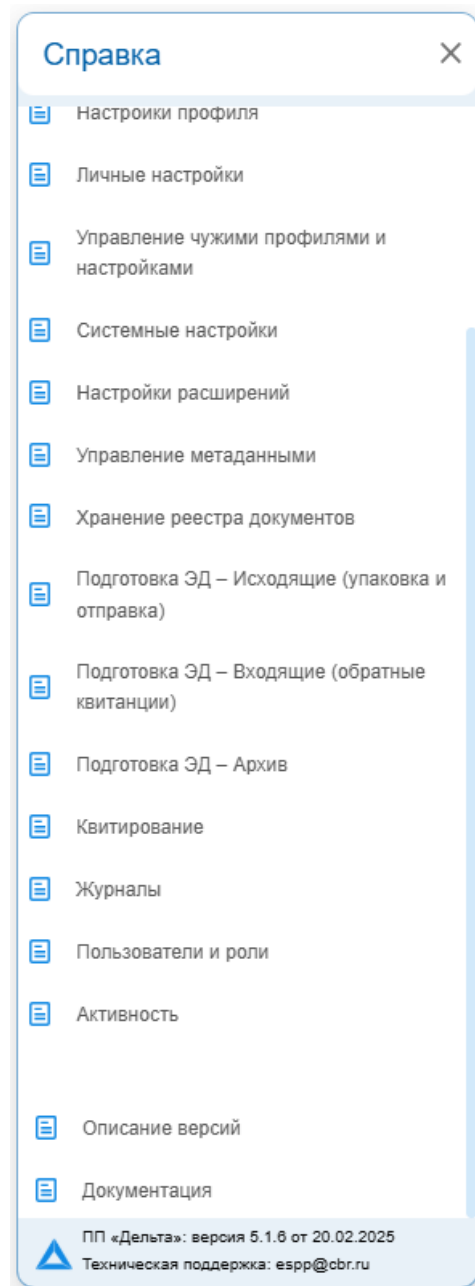 Справка
Настройки профиля
Личные настройки
Управление чужими профилями и
настройками
Системные настройки
Настройки расширений
Управление метаданными
Хранение реестра документов
Подготовка ЭД – Исходящие (упаковка и
отправка)
Подготовка ЭД – Входящие (обратные
квитанции)
Подготовка ЭД – Архив
Квитирование
Журналы
Пользователи и роли
Активность
Описание версий
Документация
ПП «Дельта»: версия 5.1.6 от 20.02.2025
Техническая поддержка: espp@cbr.ru